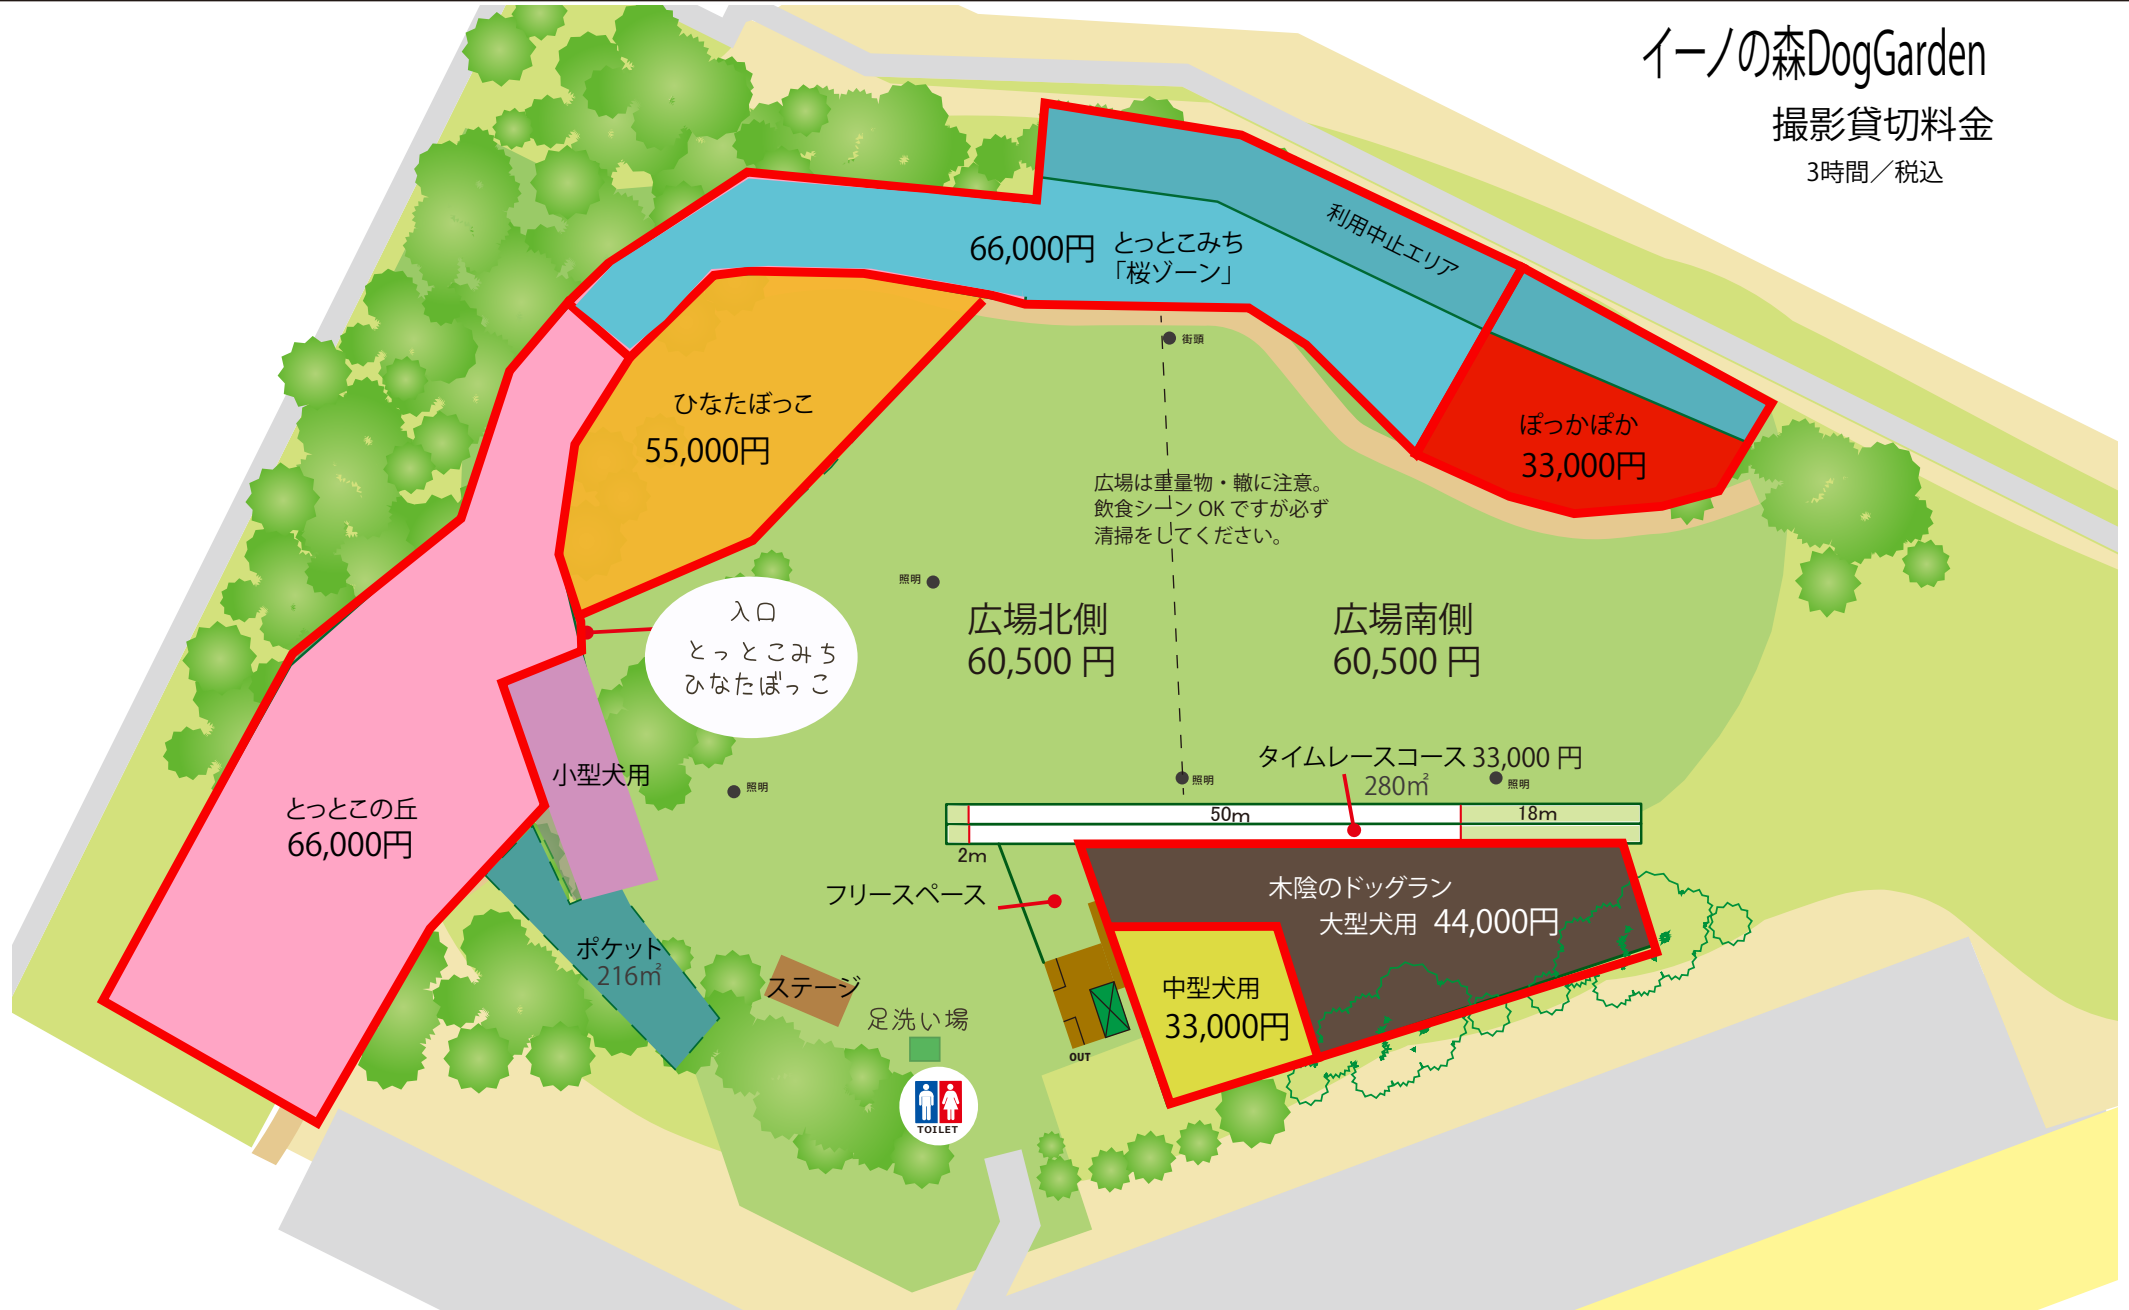 イーノの森DogGarden
撮影貸切料金
3時間／税込
利用中止エリア
66,000円
とっとこみち
「桜ゾーン」
街頭
ひなたぼっこ
55,000円
ぽっかぽか
33,000円
広場は重量物・轍に注意。
飲食シーン OK ですが必ず
清掃をしてください。
照明
入口
とっとこみち
ひなたぼっこ
広場北側
60,500 円
広場南側
60,500 円
小型犬用
照明
タイムレースコース 33,000 円
280㎡
照明
照明
とっとこの丘
66,000円
50m
18m
2m
フリースペース
木陰のドッグラン
大型犬用 44,000円
ポケット
216㎡
ステージ
足洗い場
中型犬用
33,000円
OUT
TOILET